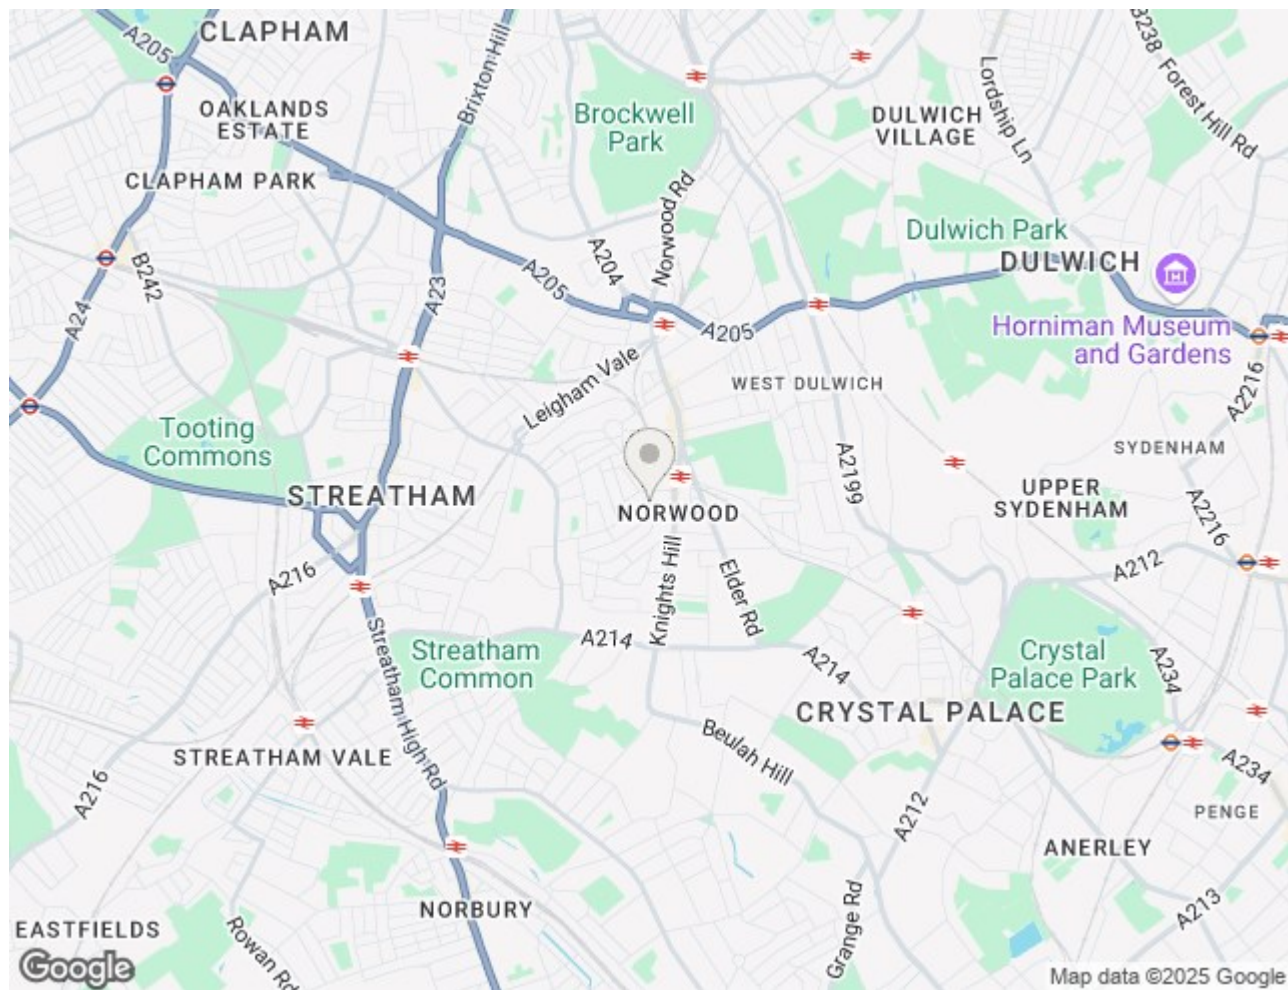 CLAPHAM
A205
Brixton Hill
B238
Forest Hill Rd
Lordship Ln
OAKLANDS
ESTATE
Brockwell
Park
DULWICH
VILLAGE
CLAPHAM PARK
Norwood Rd
Dulwich Park
DULWICH
A204
B242
A23
A205
A24
A205
Horniman Museum
and Gardens
Leigham Vale
WEST DULWICH
A2216
Tooting
Commons
SYDENHAM
A2199
STREATHAM
NORWOOD
UPPER
SYDENHAM
A2216
A216
Knights Hill
Elder Rd
A212
Streatham High Rd
Streatham
Common
A214
A214
Crystal
Palace Park
A234
CRYSTAL PALACE
Beulah Hill
STREATHAM VALE
A234
A216
A212
PENGE
ANERLEY
NORBURY
Grange Rd
A213
EASTFIELDS
Rowan Rd
Google
Map data ©2025 Google